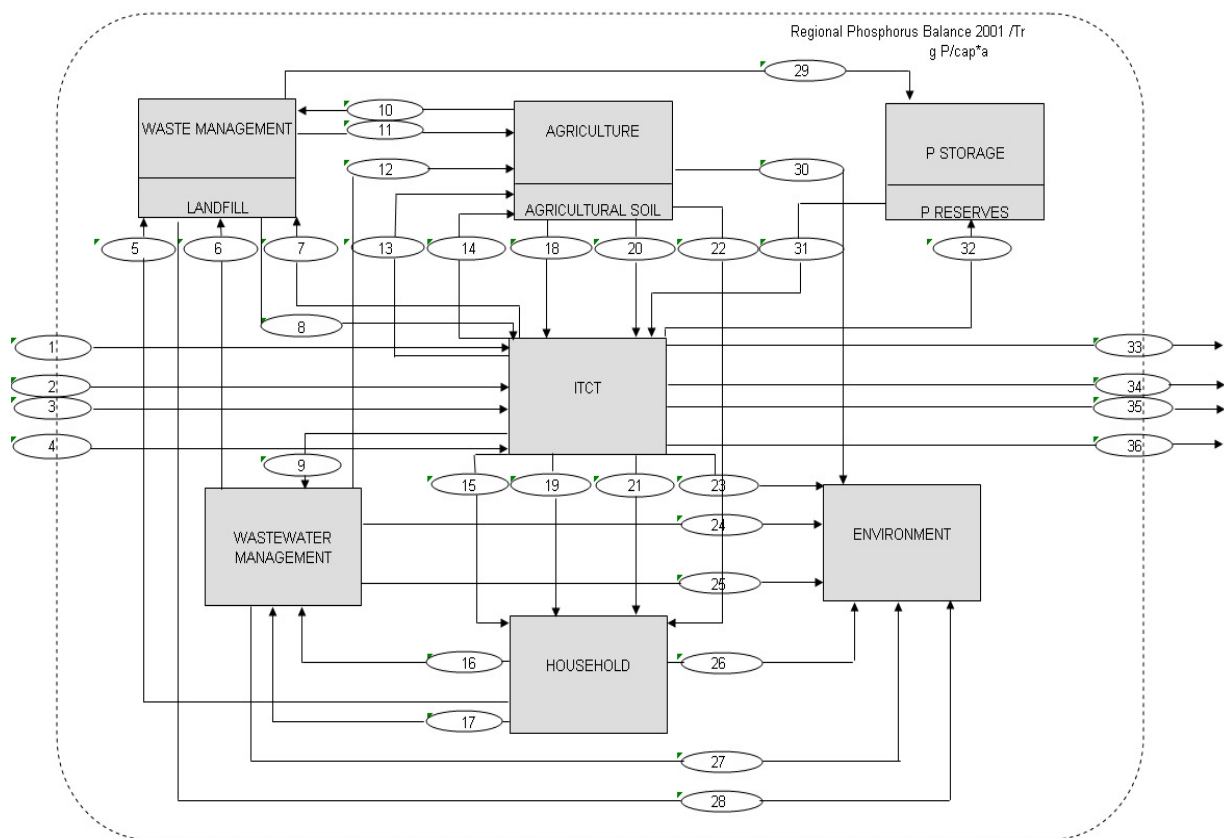 Regional Phosphorus Balance 2001 /Tr
g P/cap*a
29
WASTE MANAGEMENT
LANDFILL
10
11
12
AGRICULTURE
AGRICULTURAL SOIL
30
P STORAGE
P RESERVES
5
6
7
13
14
18
20
22
31
32
8
1
2
3
4
ITCT
33
34
35
36
9
15
19
21
23
24
25
WASTEWATER
MANAGEMENT
ENVIRONMENT
16
17
HOUSEHOLD
26
27
28